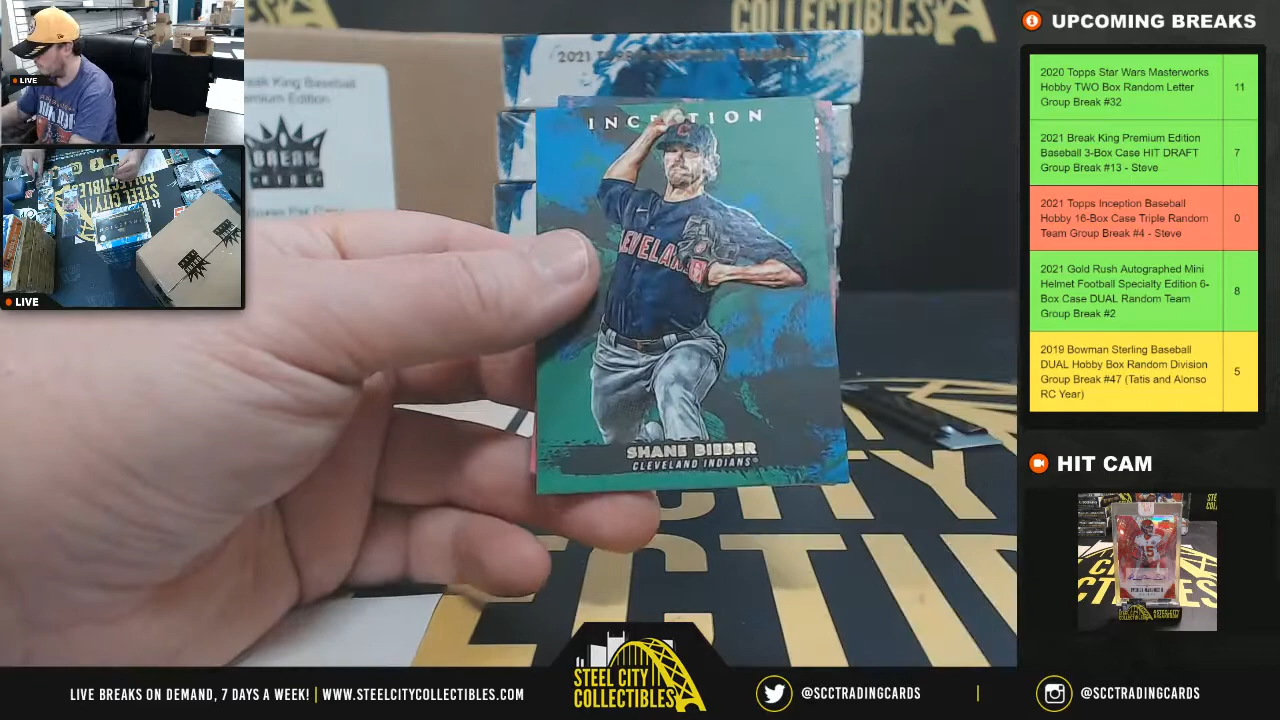 COLLECTIBLES
LIVE
LIVE
Break King Baseball
Premium Edition
BREAK
KING
2021 TOPPS INCEPTION BASEBALL
INCEPTION
CLEVELAND
SHANE BIEBER
CLEVELAND INDIANS
UPCOMING BREAKS
2020 Topps Star Wars Masterworks
Hobby TWO Box Random Letter
Group Break #32
11
2021 Break King Premium Edition
Baseball 3-Box Case HIT DRAFT
Group Break #13 - Steve
7
2021 Topps Inception Baseball
Hobby 16-Box Case Triple Random
Team Group Break #4 - Steve
0
2021 Gold Rush Autographed Mini
Helmet Football Specialty Edition 6-
Box Case DUAL Random Team
Group Break #2
8
2019 Bowman Sterling Baseball
DUAL Hobby Box Random Division
Group Break #47 (Tatis and Alonso
RC Year)
5
HIT CAM
STEEL CITY
COLLECTIBLES
LIVE BREAKS ON DEMAND, 7 DAYS A WEEK! | WWW.STEELCITYCOLLECTIBLES.COM
@SCCTRADINGCARDS
@SCCTRADINGCARDS